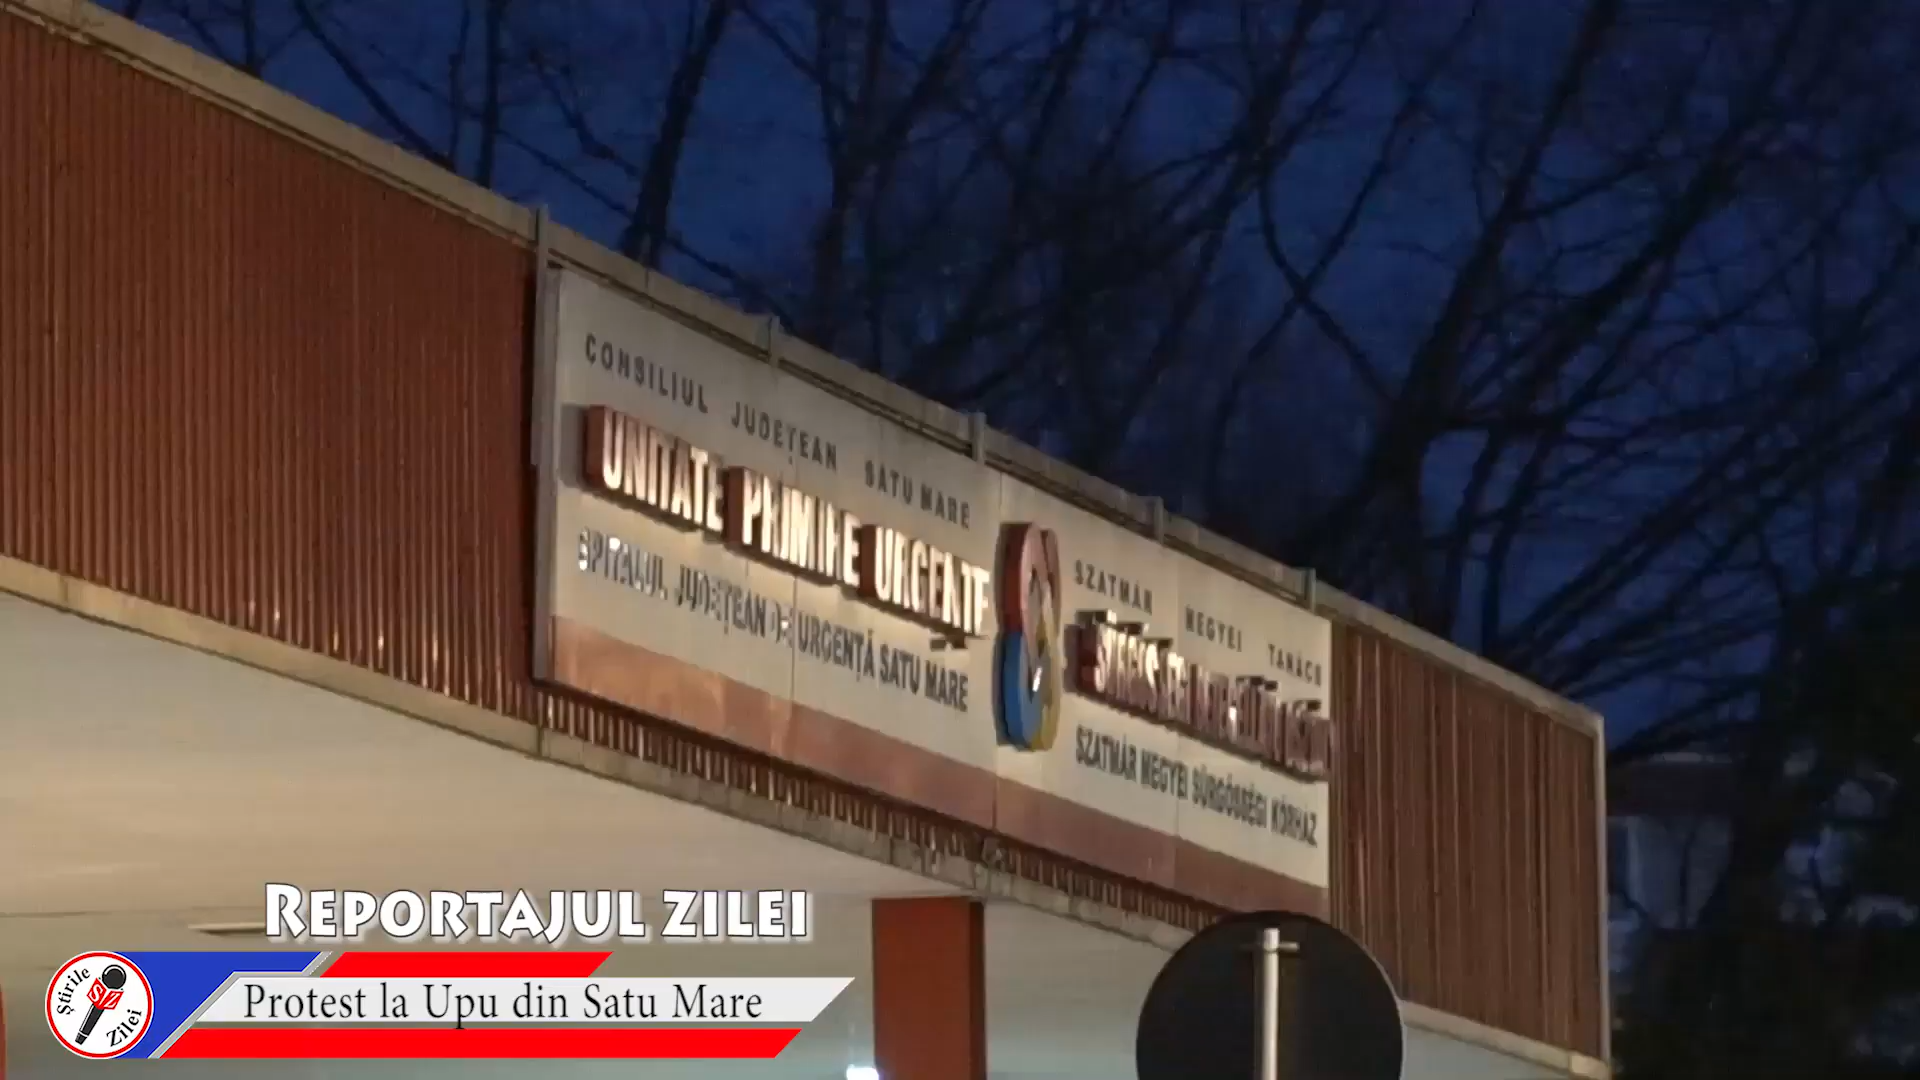 CONSILIUL JUDEȚEAN SATU MARE
UNITATE PRIMIRE URGENȚE
SPITALUL JUDEȚEAN DE URGENȚĂ SATU MARE
SZATMÁR MEGYEI TANÁCS
SZATMÁR MEGYEI SÜRGŐSSÉGI KÓRHÁZ
REPORTAJUL ZILEI
Protest la Upu din Satu Mare
Știrile
SZ
Zilei